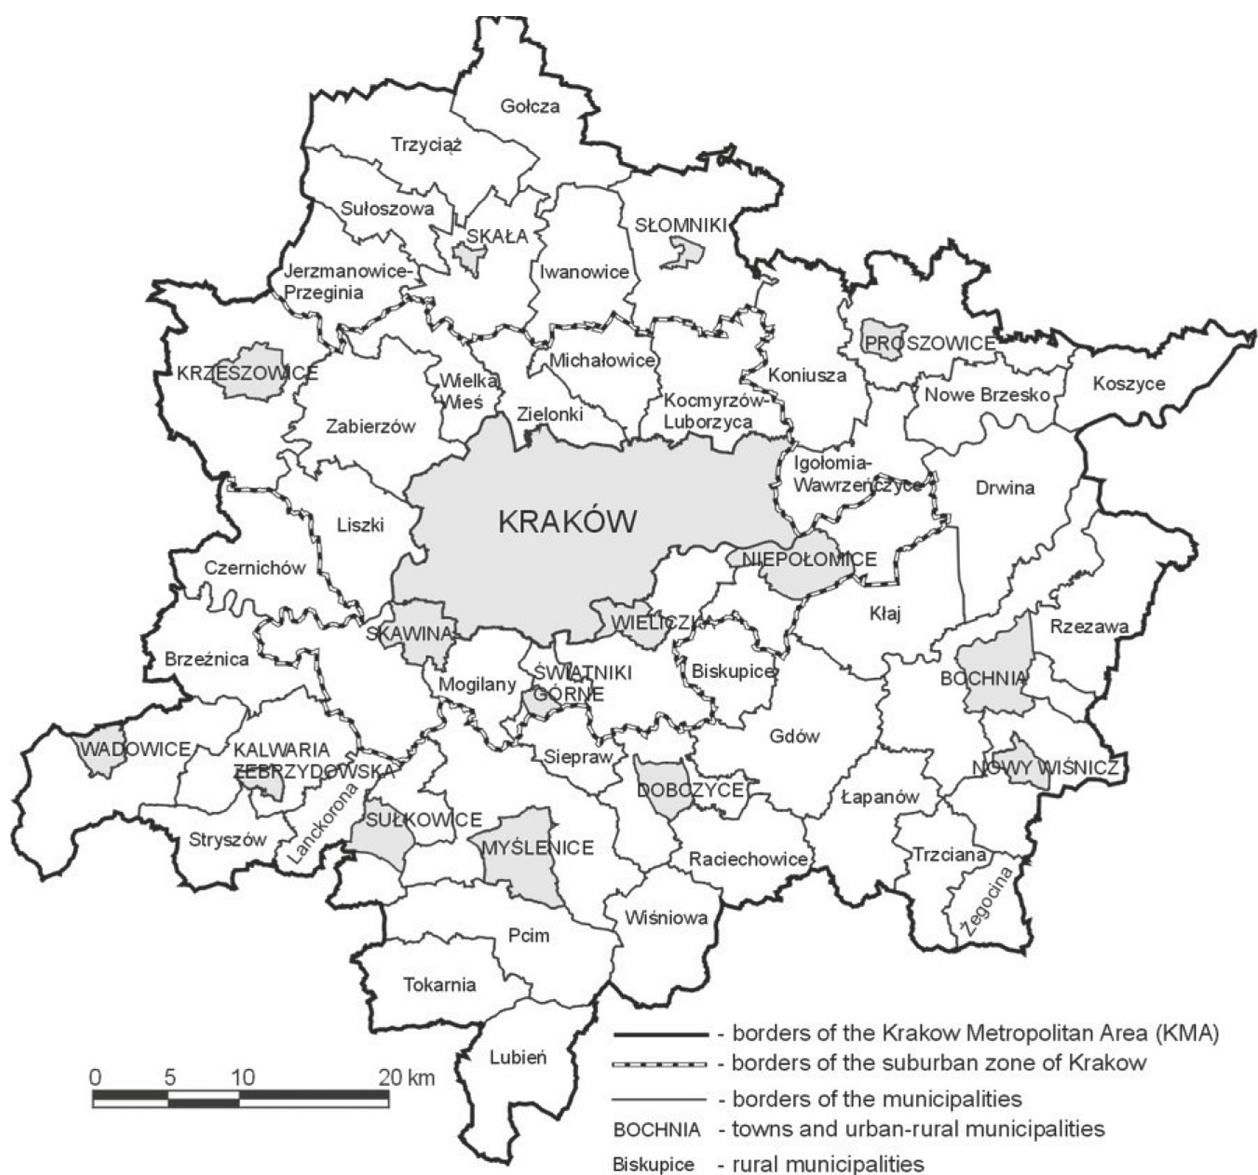 Gołcza
Trzyciąż
Sułoszowa
SKAŁA
SŁOMNIKI
Jerzmanowice-
Przeginia
Iwanowice
KRZESZOWICE
PROSZOWICE
Michałowice
Wielka
Wieś
Koniusza
Koszyce
Nowe Brzesko
Zabierzów
Zielonki
Kocmyrzów-
Luborzyca
Igołomia-
Wawrzeńczyce
Drwina
Liszki
KRAKÓW
Czernichów
NIEPOŁOMICE
Kłaj
SKAWINA
WIELICZKA
Rzezawa
Brzeźnica
Mogilany
ŚWIĄTNIKI
GÓRNE
Biskupice
BOCHNIA
WADOWICE
KALWARIA
ZEBRZYDOWSKA
Siepraw
Gdów
NOWY WIŚNICZ
DOBCZYCE
Łapanów
Stryszów
Lanckorona
SUŁKOWICE
MYŚLENICE
Raciechowice
Trzciana
Żegocina
Wiśniowa
Pcim
Tokarnia
Lubień
0 5 10 20 km
- borders of the Krakow Metropolitan Area (KMA)
- borders of the suburban zone of Krakow
- borders of the municipalities
BOCHNIA - towns and urban-rural municipalities
Biskupice - rural municipalities